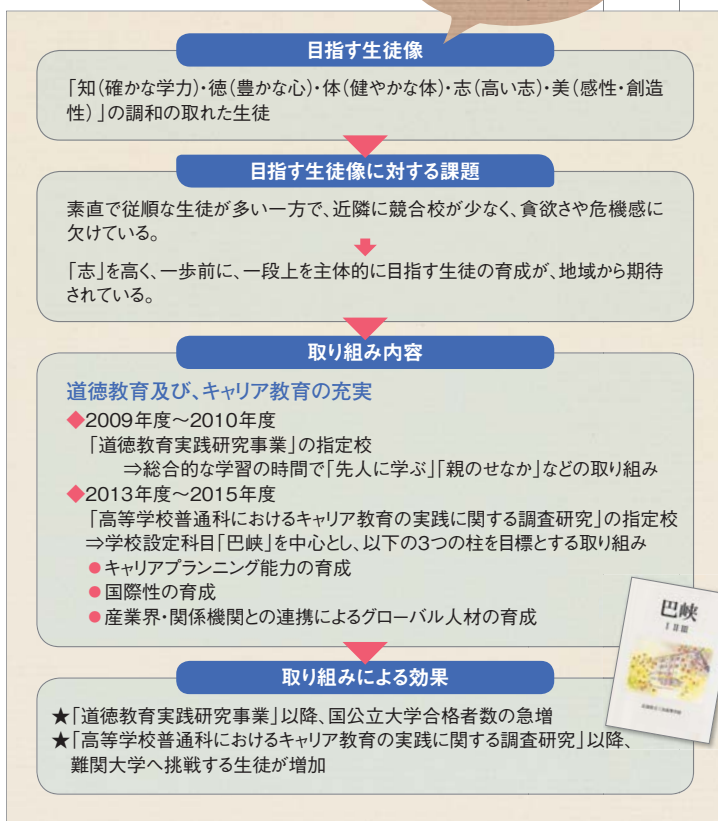 目指す生徒像
「知(確かな学力)・徳(豊かな心)・体(健やかな体)・志(高い志)・美(感性・創造
性)」の調和の取れた生徒
目指す生徒像に対する課題
素直で従順な生徒が多い一方で、近隣に競合校が少なく、貪欲さや危機感に
欠けている。
「志」を高く、一歩前に、一段上を主体的に目指す生徒の育成が、地域から期待
されている。
取り組み内容
道徳教育及び、キャリア教育の充実
◆2009年度〜2010年度
「道徳教育実践研究事業」の指定校
⇒総合的な学習の時間で「先人に学ぶ」「親のせなか」などの取り組み
◆2013年度〜2015年度
「高等学校普通科におけるキャリア教育の実践に関する調査研究」の指定校
⇒学校設定科目「巴峡」を中心とし、以下の3つの柱を目標とする取り組み
●キャリアプランニング能力の育成
●国際性の育成
●産業界・関係機関との連携によるグローバル人材の育成
巴峡
I II III
取り組みによる効果
★「道徳教育実践研究事業」以降、国公立大学合格者数の急増
★「高等学校普通科におけるキャリア教育の実践に関する調査研究」以降、
難関大学へ挑戦する生徒が増加